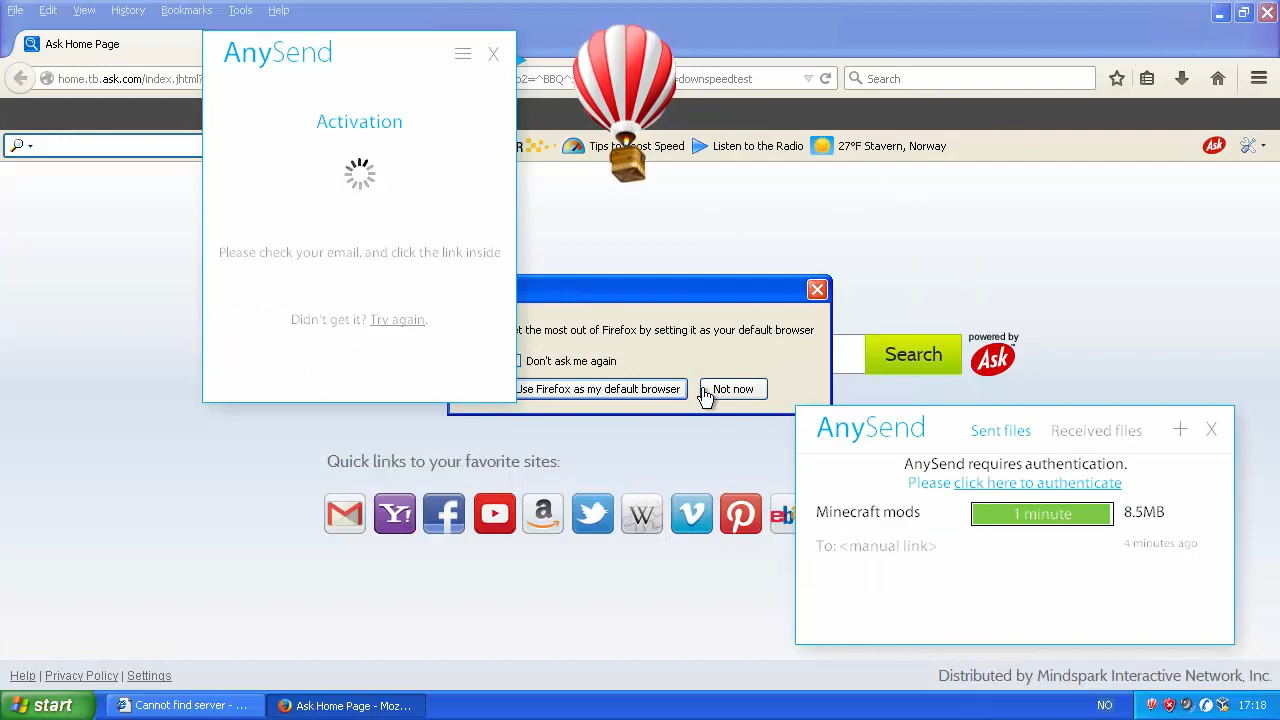 File Edit View History Bookmarks Tools Help
Ask Home Page
home.tb.ask.com/index.jhtml?
o2=^BBQ^
downspeedtest
Search
AnySend
X
Activation
Please check your email, and click the link inside
Didn't get it? Try again.
R
Tips to
st Speed
Listen to the Radio
27°F Stavern, Norway
Ask
t the most out of Firefox by setting it as your default browser
Don't ask me again
Use Firefox as my default browser
Not now
Search
powered by
Ask
Quick links to your favorite sites:
AnySend Sent files Received files + X
AnySend requires authentication.
Please click here to authenticate
Minecraft mods 1 minute 8.5MB
To: <manual link> 4 minutes ago
Help | Privacy Policy | Settings
Distributed by Mindspark Interactive Network, Inc.
start
Cannot find server - ...
Ask Home Page - Moz...
NO
17:18